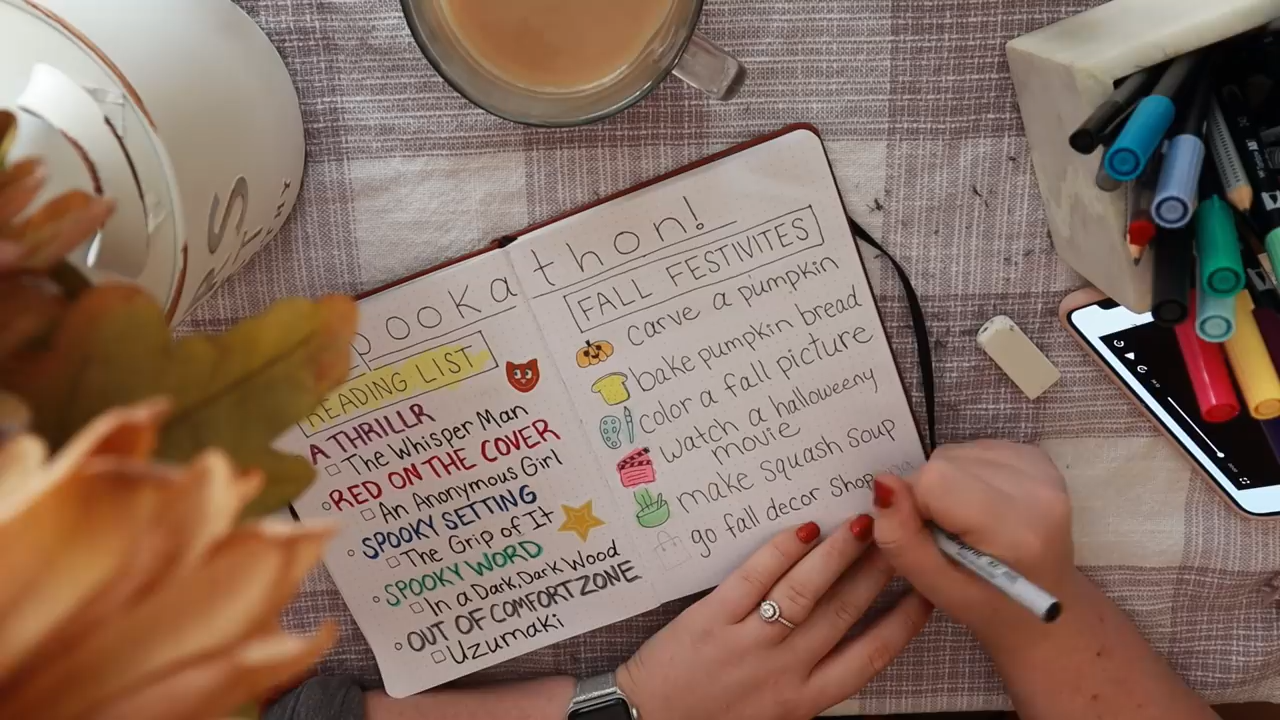 pooka thon!
READING LIST
A THRILLR
The Whisper Man
RED ON THE COVER
An Anonymous Girl
SPOOKY SETTING
The Grip of It
SPOOKY WORD
In a Dark, Dark Wood
OUT OF COMFORT ZONE
Uzumaki
FALL FESTIVITES
carve a pumpkin
bake pumpkin bread
color a fall picture
watch a halloweeny
movie
make squash soup
go fall decor shop